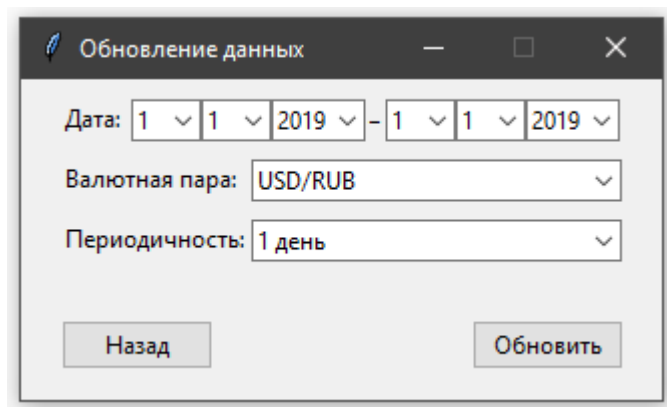 Обновление данных
Дата: 1 1 2019 – 1 1 2019
Валютная пара: USD/RUB
Периодичность: 1 день
Назад Обновить